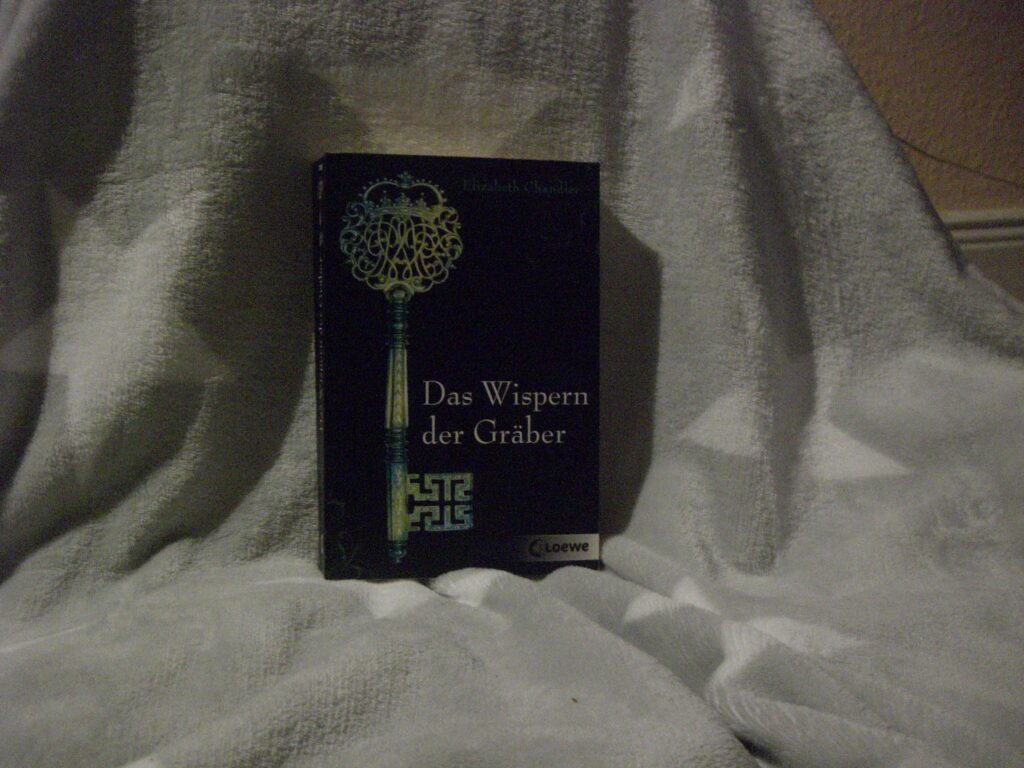 Elizabeth Chandler
Das Wispern
der Gräber
Loewe